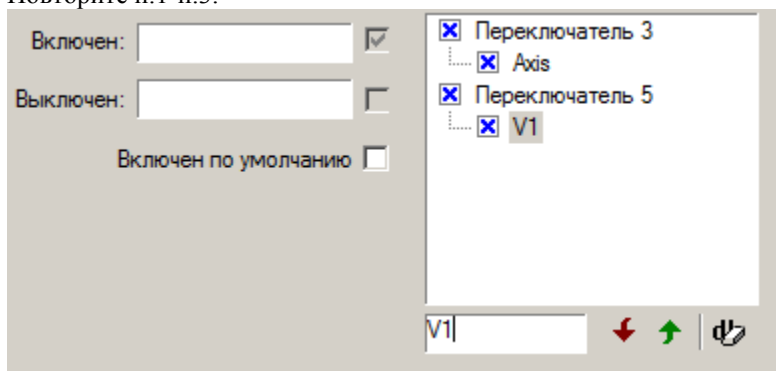 Повторите п.1-п.3.
Включен:
Выключен:
Включен по умолчанию
Переключатель 3
Axis
Переключатель 5
V1
V1